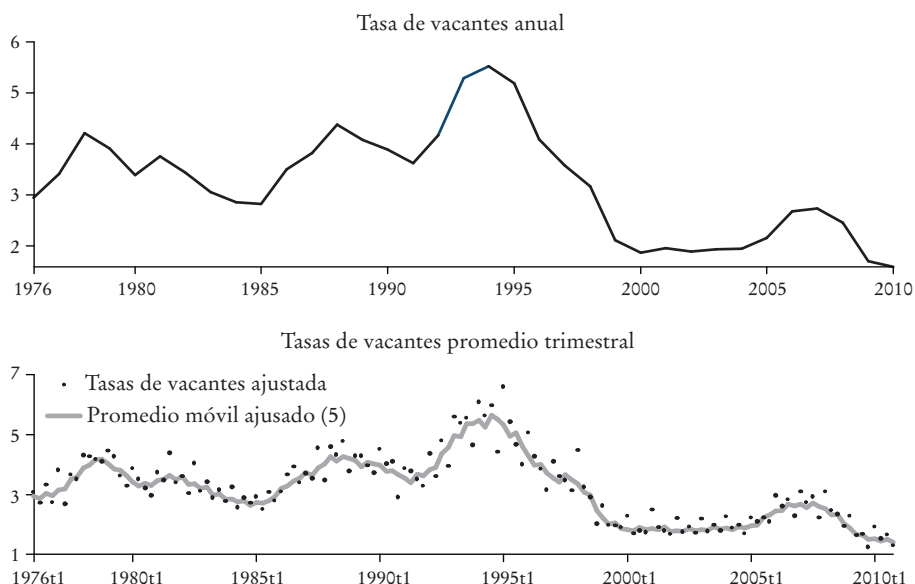 Tasa de vacantes anual
6
5
4
3
2
1976 1980 1985 1990 1995 2000 2005 2010
Tasas de vacantes promedio trimestral
7
Tasas de vacantes ajustada
Promedio móvil ajusado (5)
5
3
1
1976t1 1980t1 1985t1 1990t1 1995t1 2000t1 2005t1 2010t1